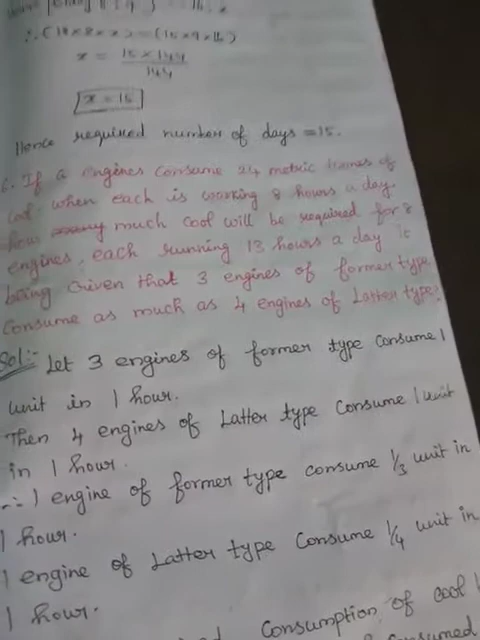 ∴ (18 × 8 × x) = (15 × 9 × 16)
x = 15 × 144 / 144
x = 15
Hence required number of days = 15.
6. If a engines consume 24 metric tonnes of
cool when each is working 8 hours a day
how much cool will be required for 8
engines, each running 13 hours a day it
being Given that 3 engines of former type
consume as much as 4 engines of Latter type?
Sol:- Let 3 engines of former type consume 1
unit in 1 hour.
Then 4 engines of Latter type consume 1 unit
in 1 hour.
∴ 1 engine of former type consume 1/3 unit in
1 hour.
1 engine of Latter type consume 1/4 unit in
1 hour.
consumption of cool